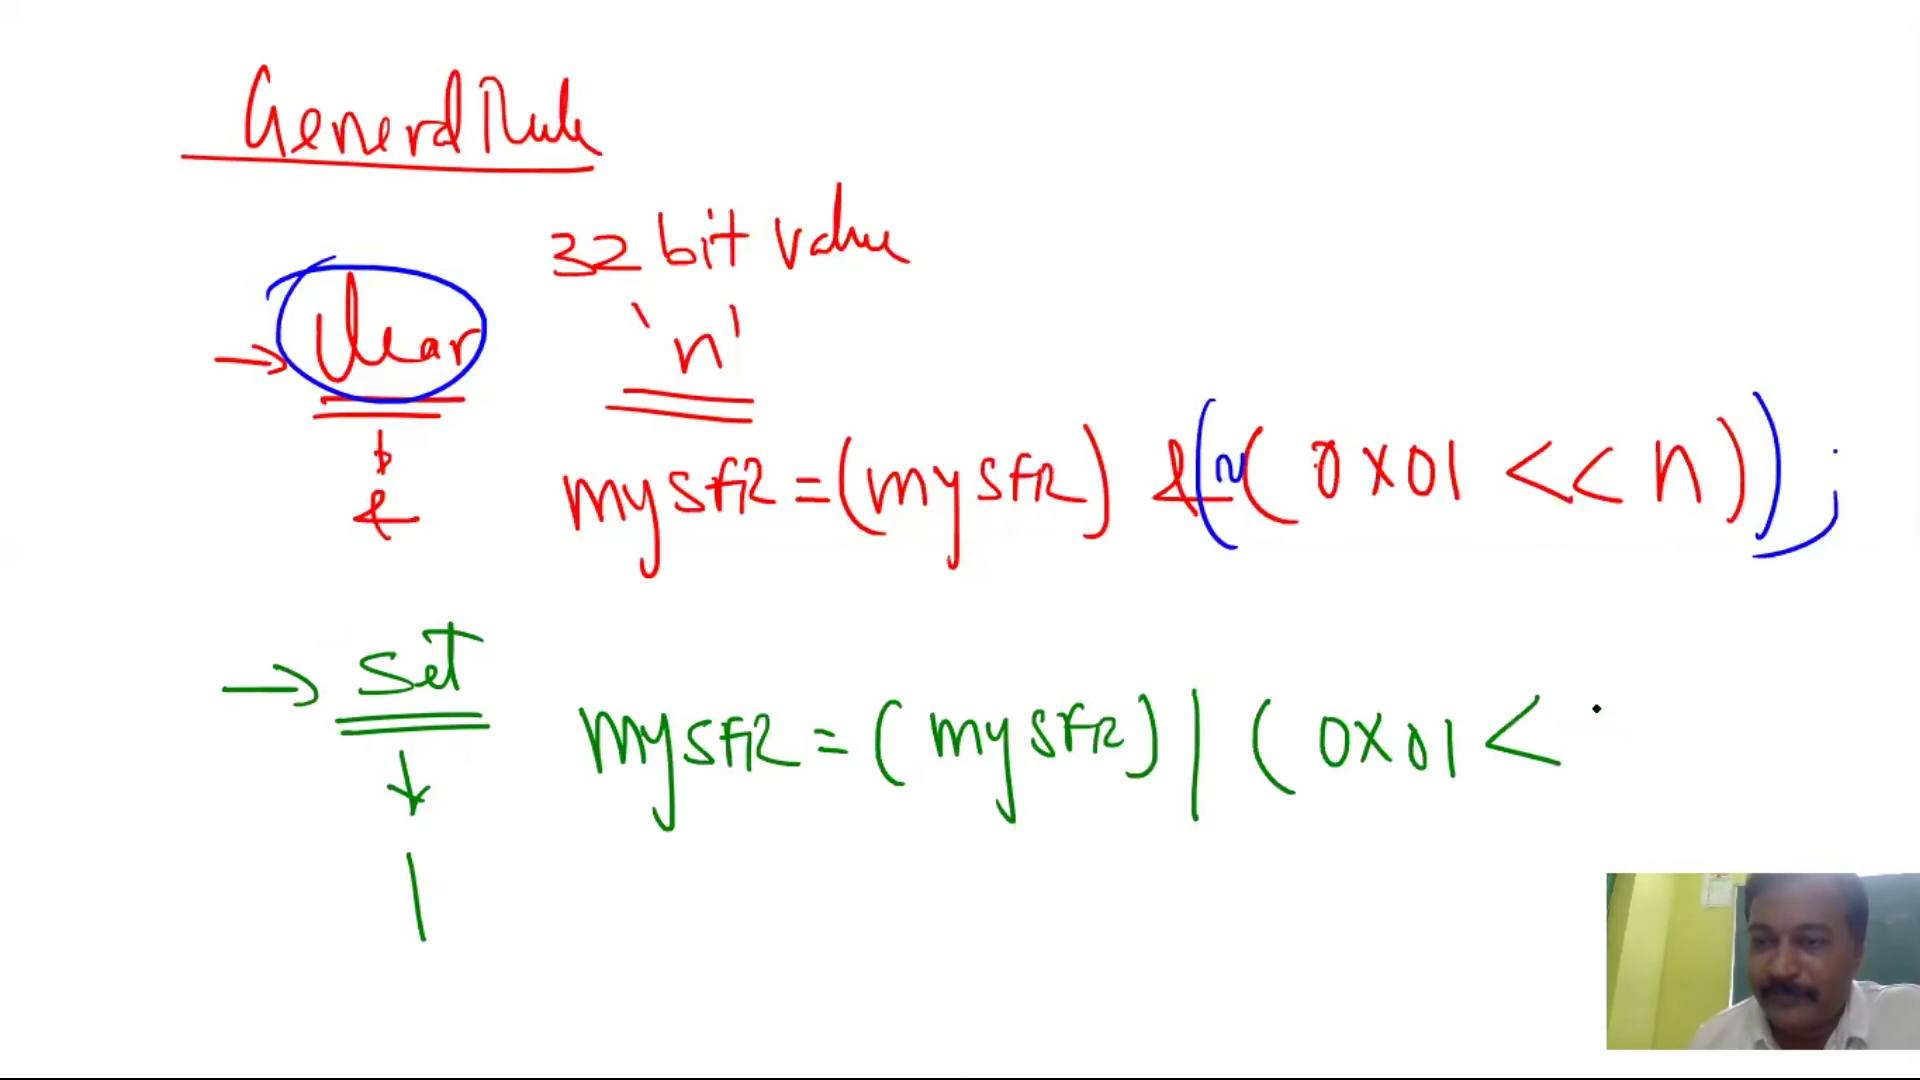 General Rule
32 bit value
Clear
'n'
&
mySFR = (mySFR) & (~(0x01 << n));
Set
mySFR = (mySFR) | (0x01 <
|